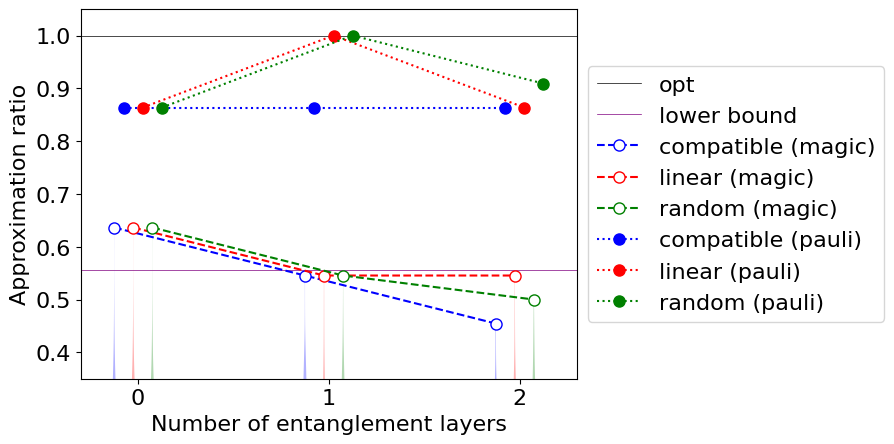 1.0
0.9
0.8
0.7
0.6
0.5
0.4
Approximation ratio
0 1 2
Number of entanglement layers
opt
lower bound
compatible (magic)
linear (magic)
random (magic)
compatible (pauli)
linear (pauli)
random (pauli)